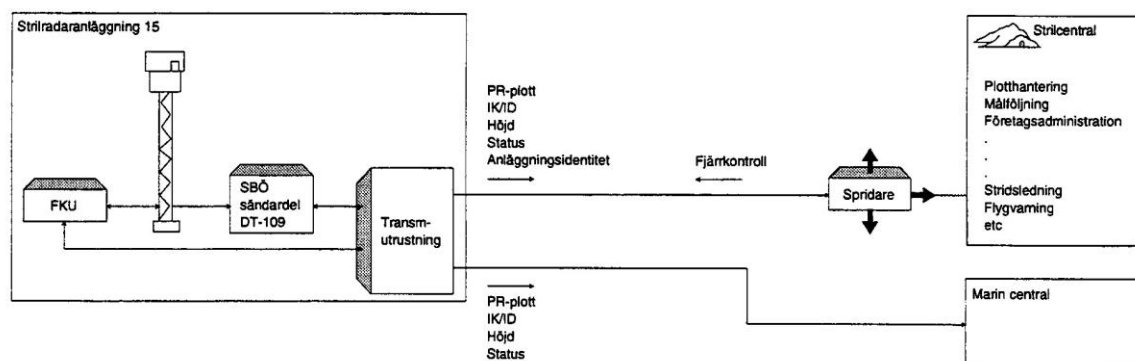 Strilradaranläggning 15
FKU
SBÖ
sändardel
DT-109
Transm-
utrustning
PR-plott
IK/ID
Höjd
Status
Anläggningsidentitet
Fjärrkontroll
Spridare
Strilcentral
Plotthantering
Målföljning
Företagsadministration
.
.
.
Stridsledning
Flygvarning
etc
PR-plott
IK/ID
Höjd
Status
Marin central